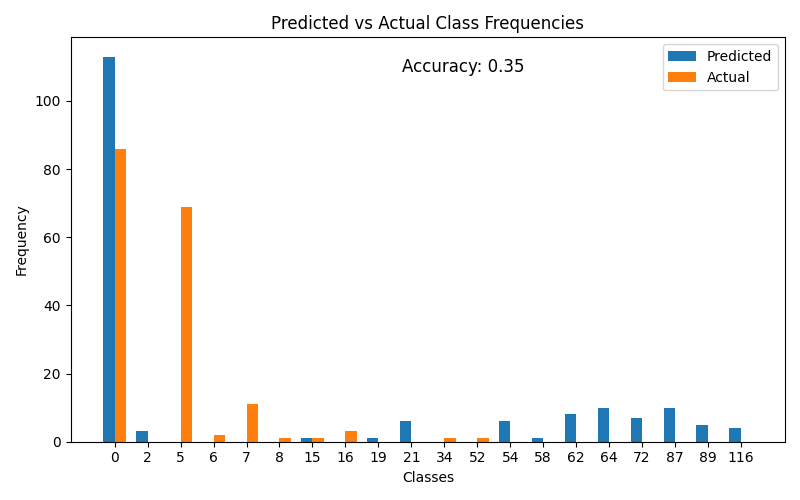 Predicted vs Actual Class Frequencies
Accuracy: 0.35
Predicted
Actual
Frequency
100
80
60
40
20
0
0 2 5 6 7 8 15 16 19 21 34 52 54 58 62 64 72 87 89 116
Classes